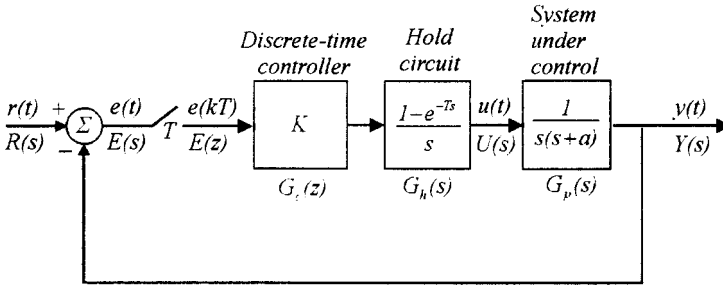 Discrete-time controller
Hold circuit
System under control
r(t)
+
R(s)
Σ
−
e(t)
E(s)
T
e(kT)
E(z)
K
G_c(z)
1−e^{−Ts}
s
G_h(s)
u(t)
U(s)
1
s(s+a)
G_p(s)
y(t)
Y(s)